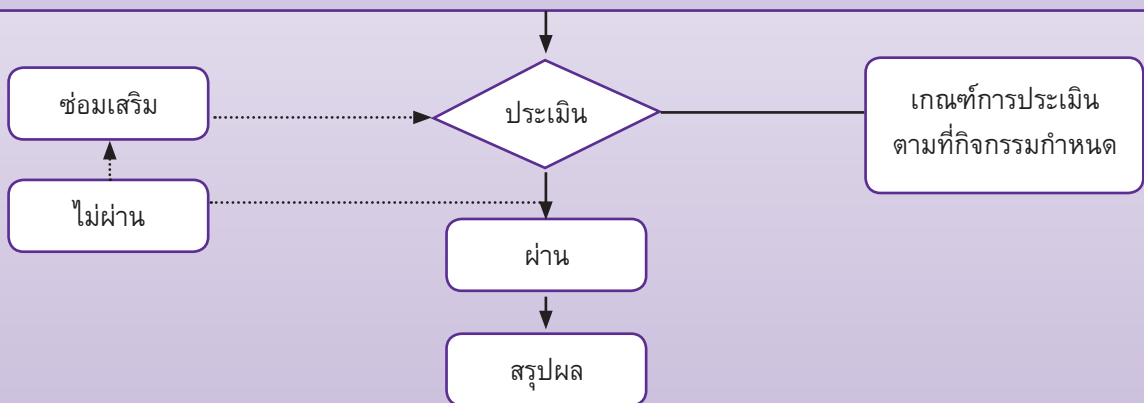 ซ่อมเสริม
ประเมิน
เกณฑ์การประเมิน
ตามที่กิจกรรมกำหนด
ไม่ผ่าน
ผ่าน
สรุปผล